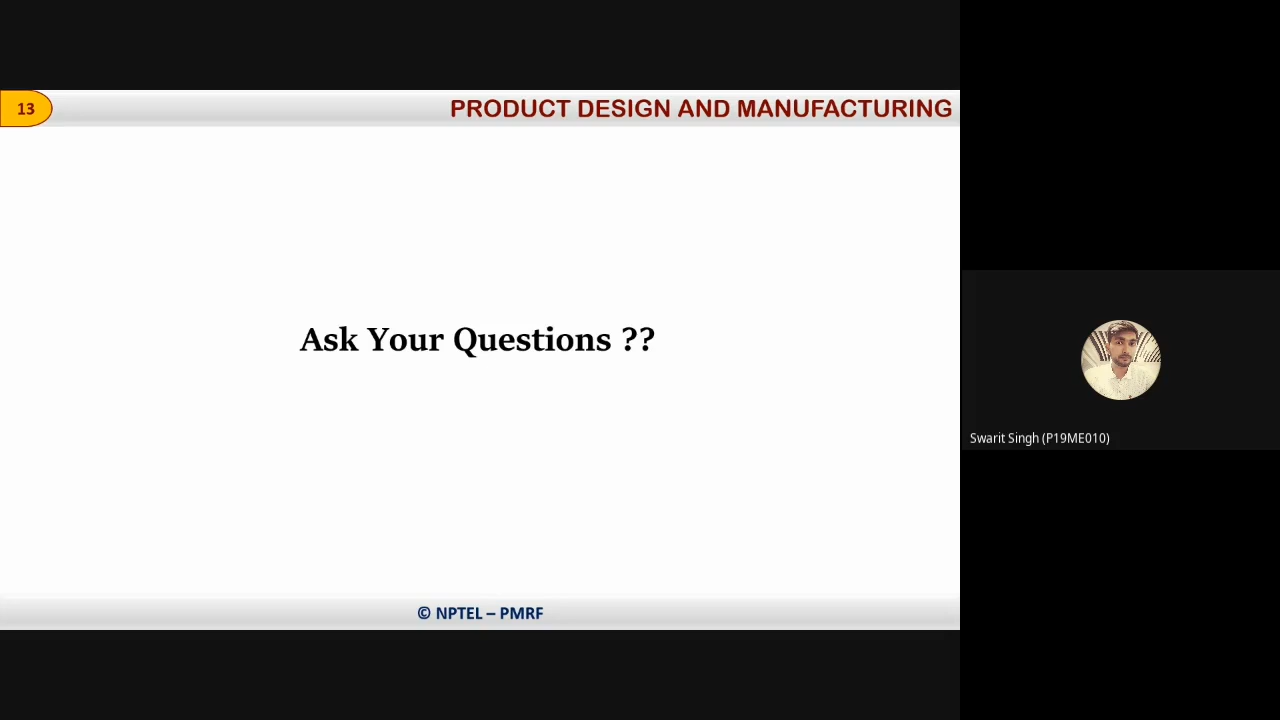 13
PRODUCT DESIGN AND MANUFACTURING
Ask Your Questions ??
Swarit Singh (P19ME010)
© NPTEL – PMRF